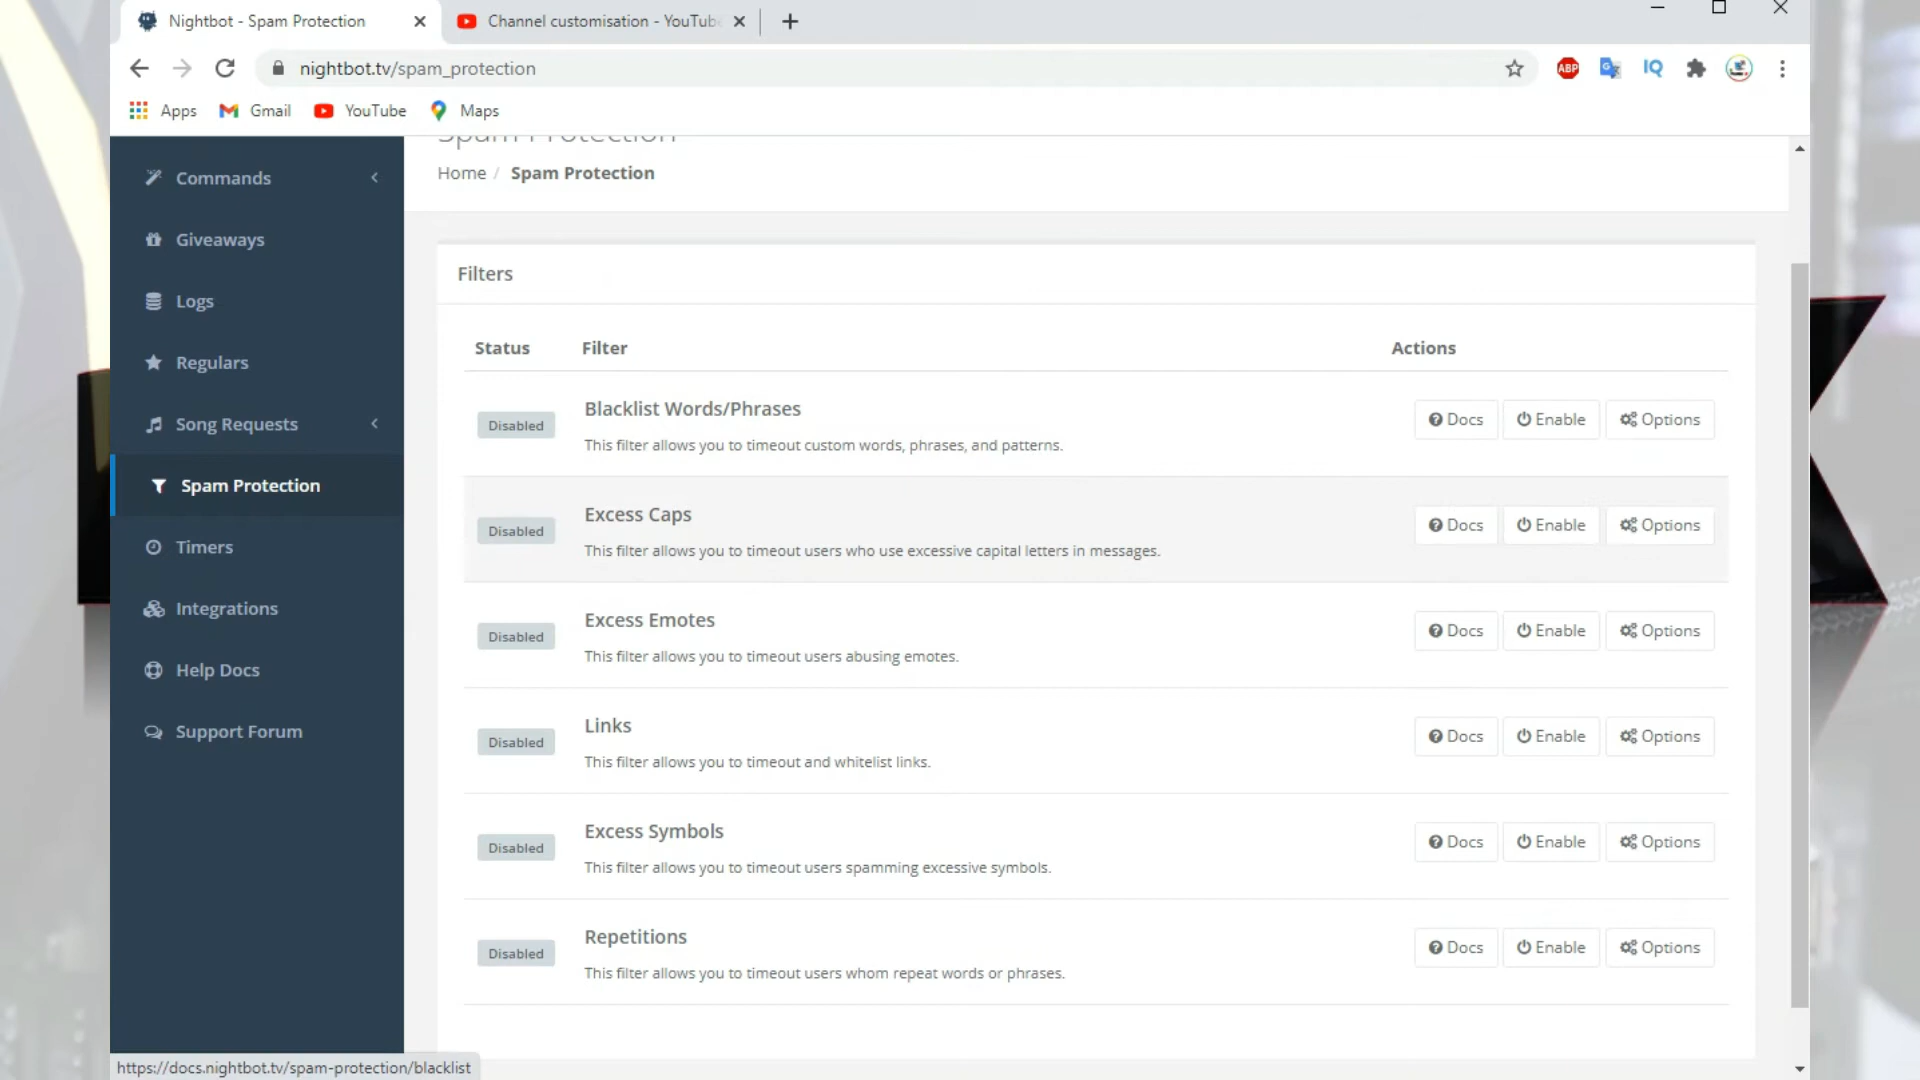 Nightbot - Spam Protection
Channel customisation - YouTube
nightbot.tv/spam_protection
ABP
IQ
Apps
Gmail
YouTube
Maps
Spam Protection
Home / Spam Protection
Commands
Giveaways
Logs
Regulars
Song Requests
Spam Protection
Timers
Integrations
Help Docs
Support Forum
Filters
Status Filter Actions
Blacklist Words/Phrases
Disabled
This filter allows you to timeout custom words, phrases, and patterns.
Docs Enable Options
Excess Caps
Disabled
This filter allows you to timeout users who use excessive capital letters in messages.
Docs Enable Options
Excess Emotes
Disabled
This filter allows you to timeout users abusing emotes.
Docs Enable Options
Links
Disabled
This filter allows you to timeout and whitelist links.
Docs Enable Options
Excess Symbols
Disabled
This filter allows you to timeout users spamming excessive symbols.
Docs Enable Options
Repetitions
Disabled
This filter allows you to timeout users whom repeat words or phrases.
Docs Enable Options
https://docs.nightbot.tv/spam-protection/blacklist